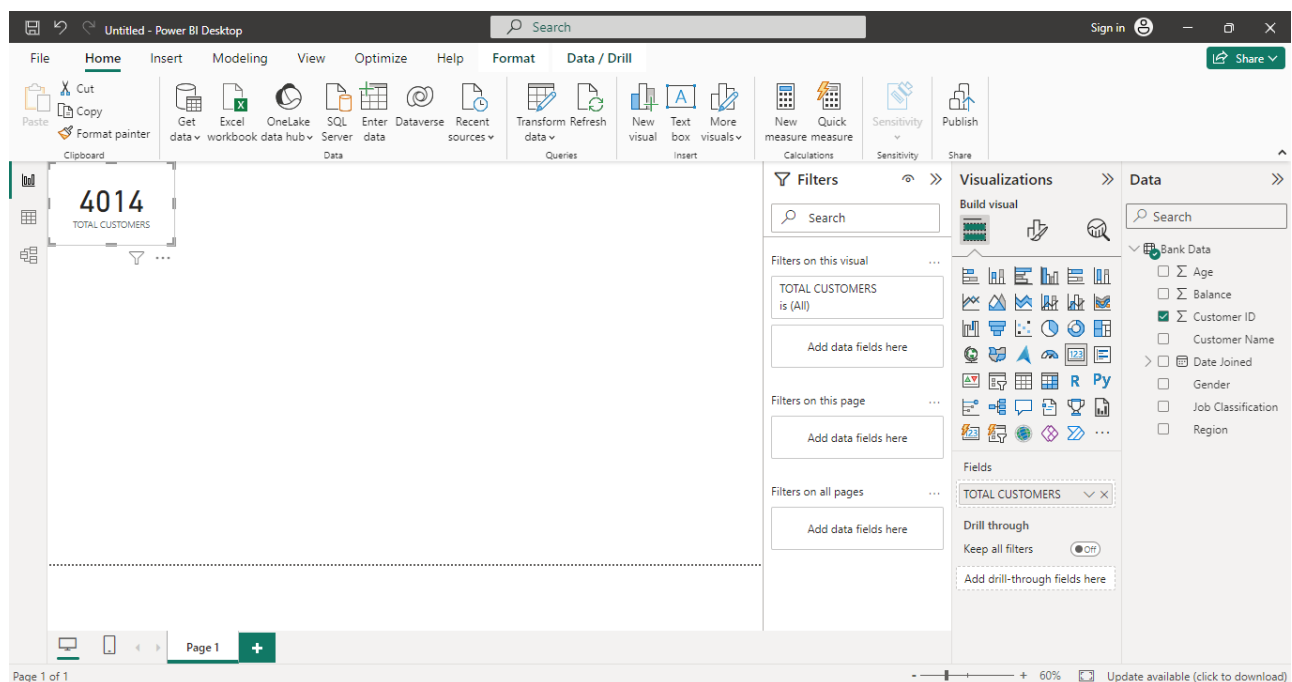 Untitled - Power BI Desktop
Search
Sign in
File Home Insert Modeling View Optimize Help Format Data / Drill
Share
Paste
Cut
Copy
Format painter
Clipboard
Get data
Excel workbook
OneLake data hub
SQL Server
Enter data
Dataverse
Recent sources
Data
Transform data
Refresh
Queries
New visual
Text box
More visuals
Insert
New measure
Quick measure
Calculations
Sensitivity
Sensitivity
Publish
Share
4014
TOTAL CUSTOMERS
Filters
Search
Filters on this visual
TOTAL CUSTOMERS
is (All)
Add data fields here
Filters on this page
Add data fields here
Filters on all pages
Add data fields here
Visualizations
Build visual
123
R Py
123
Fields
TOTAL CUSTOMERS
Drill through
Keep all filters
Off
Add drill-through fields here
Data
Search
Bank Data
Age
Balance
Customer ID
Customer Name
Date Joined
Gender
Job Classification
Region
Page 1
Page 1 of 1
60%
Update available (click to download)